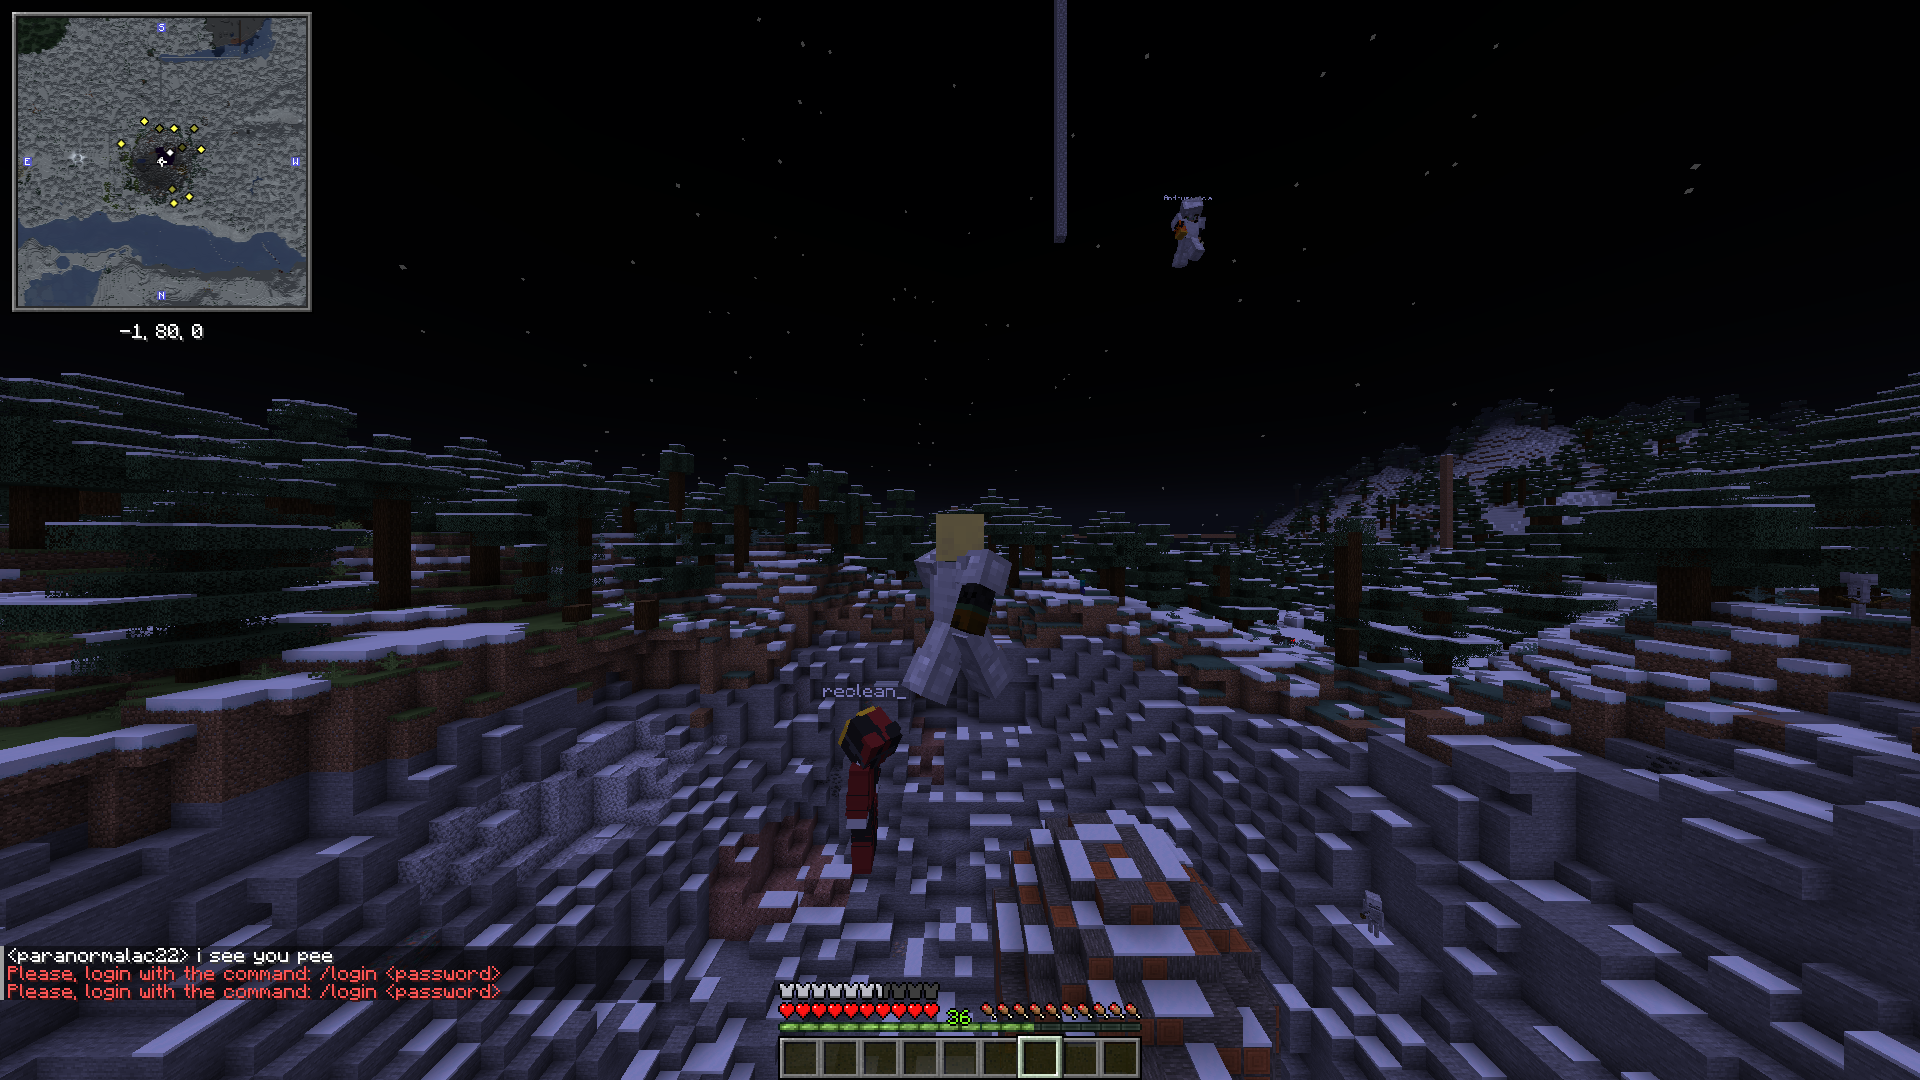 S
E
W
N
-1, 80, 0
reclean_
<paranormalac22> i see you pee
Please, login with the command: /login <password>
Please, login with the command: /login <password>
36